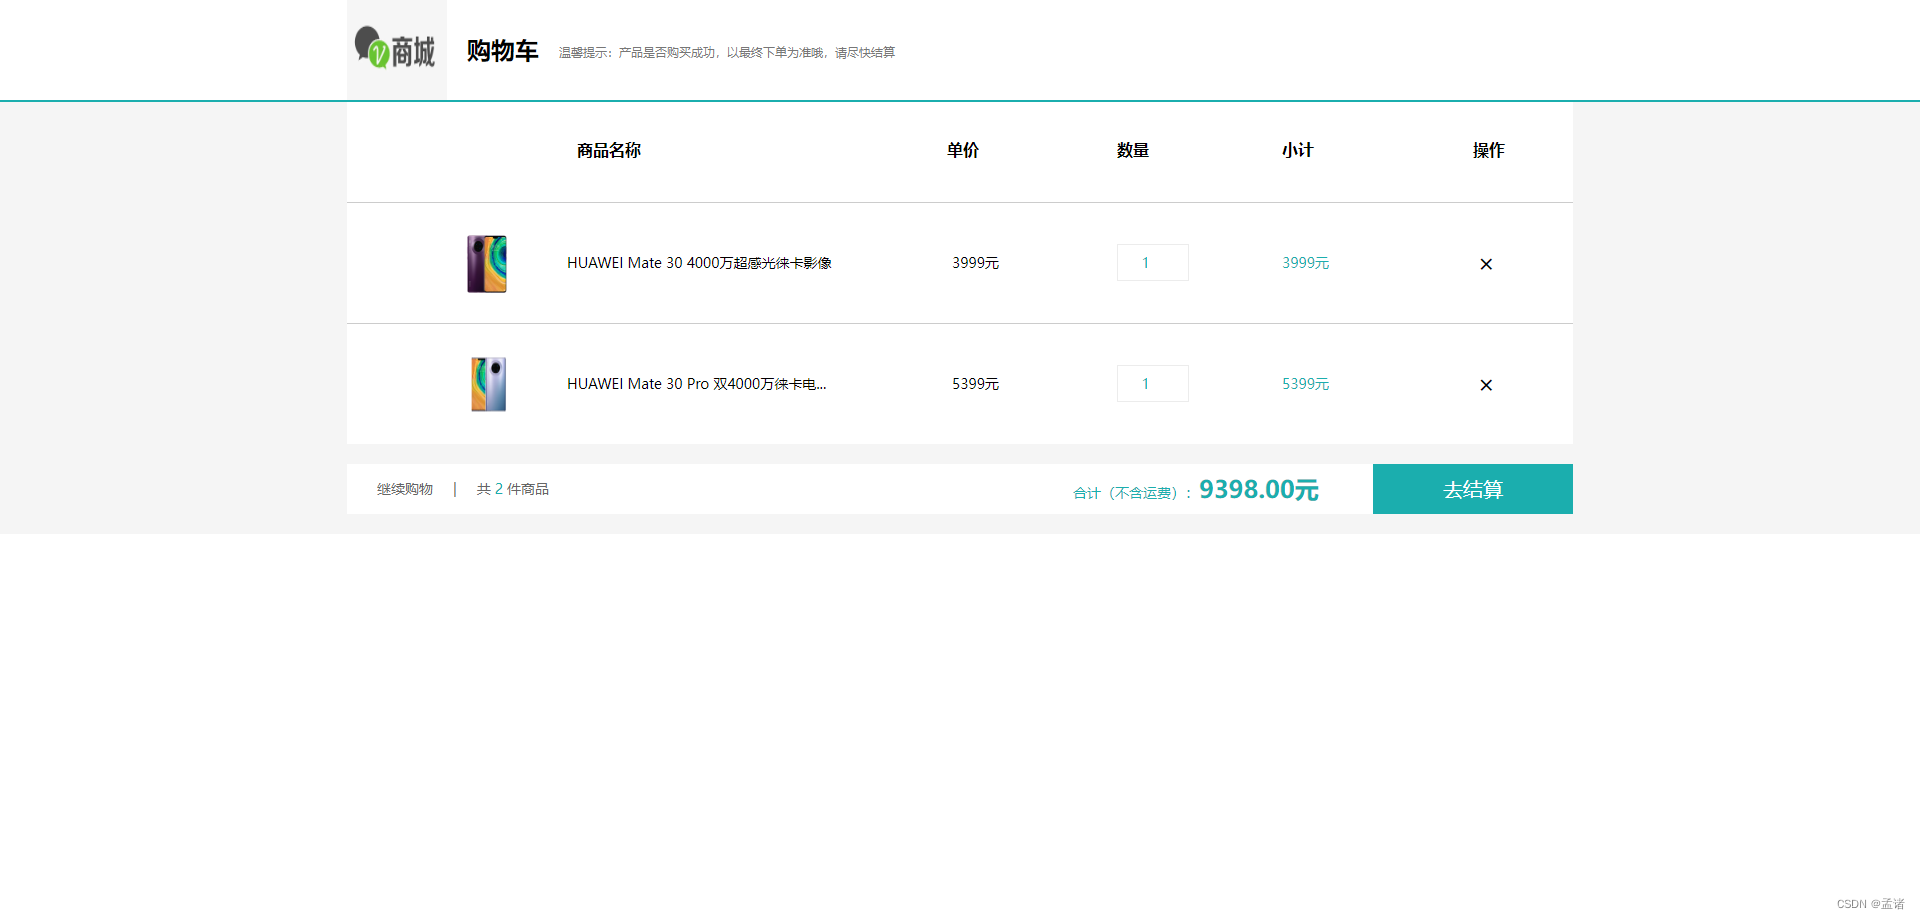 V商城
购物车 温馨提示：产品是否购买成功，以最终下单为准哦，请尽快结算
商品名称 单价 数量 小计 操作
HUAWEI Mate 30 4000万超感光徕卡影像 3999元 1 3999元 ×
HUAWEI Mate 30 Pro 双4000万徕卡电... 5399元 1 5399元 ×
继续购物 | 共 2 件商品 合计（不含运费）: 9398.00元 去结算
CSDN @孟诸